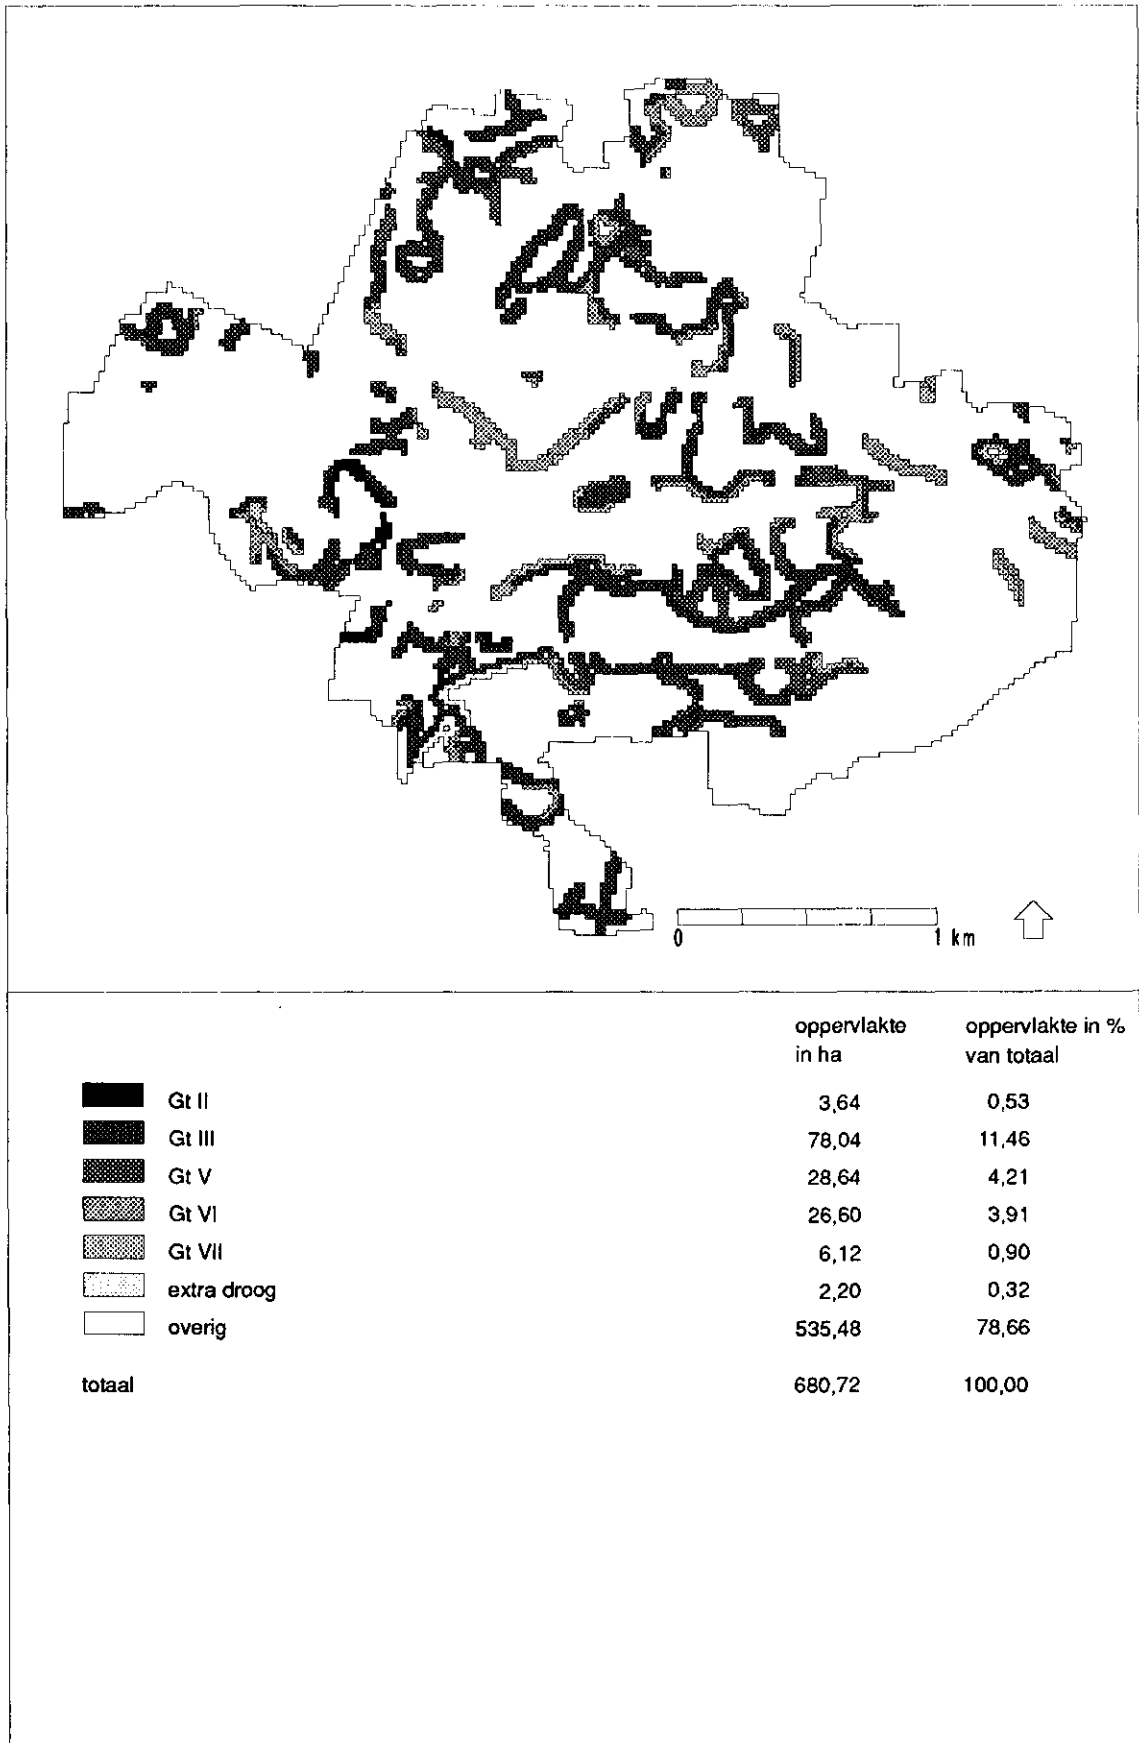 0 1 km
oppervlakte oppervlakte in %
in ha van totaal
Gt II 3,64 0,53
Gt III 78,04 11,46
Gt V 28,64 4,21
Gt VI 26,60 3,91
Gt VII 6,12 0,90
extra droog 2,20 0,32
overig 535,48 78,66
totaal 680,72 100,00